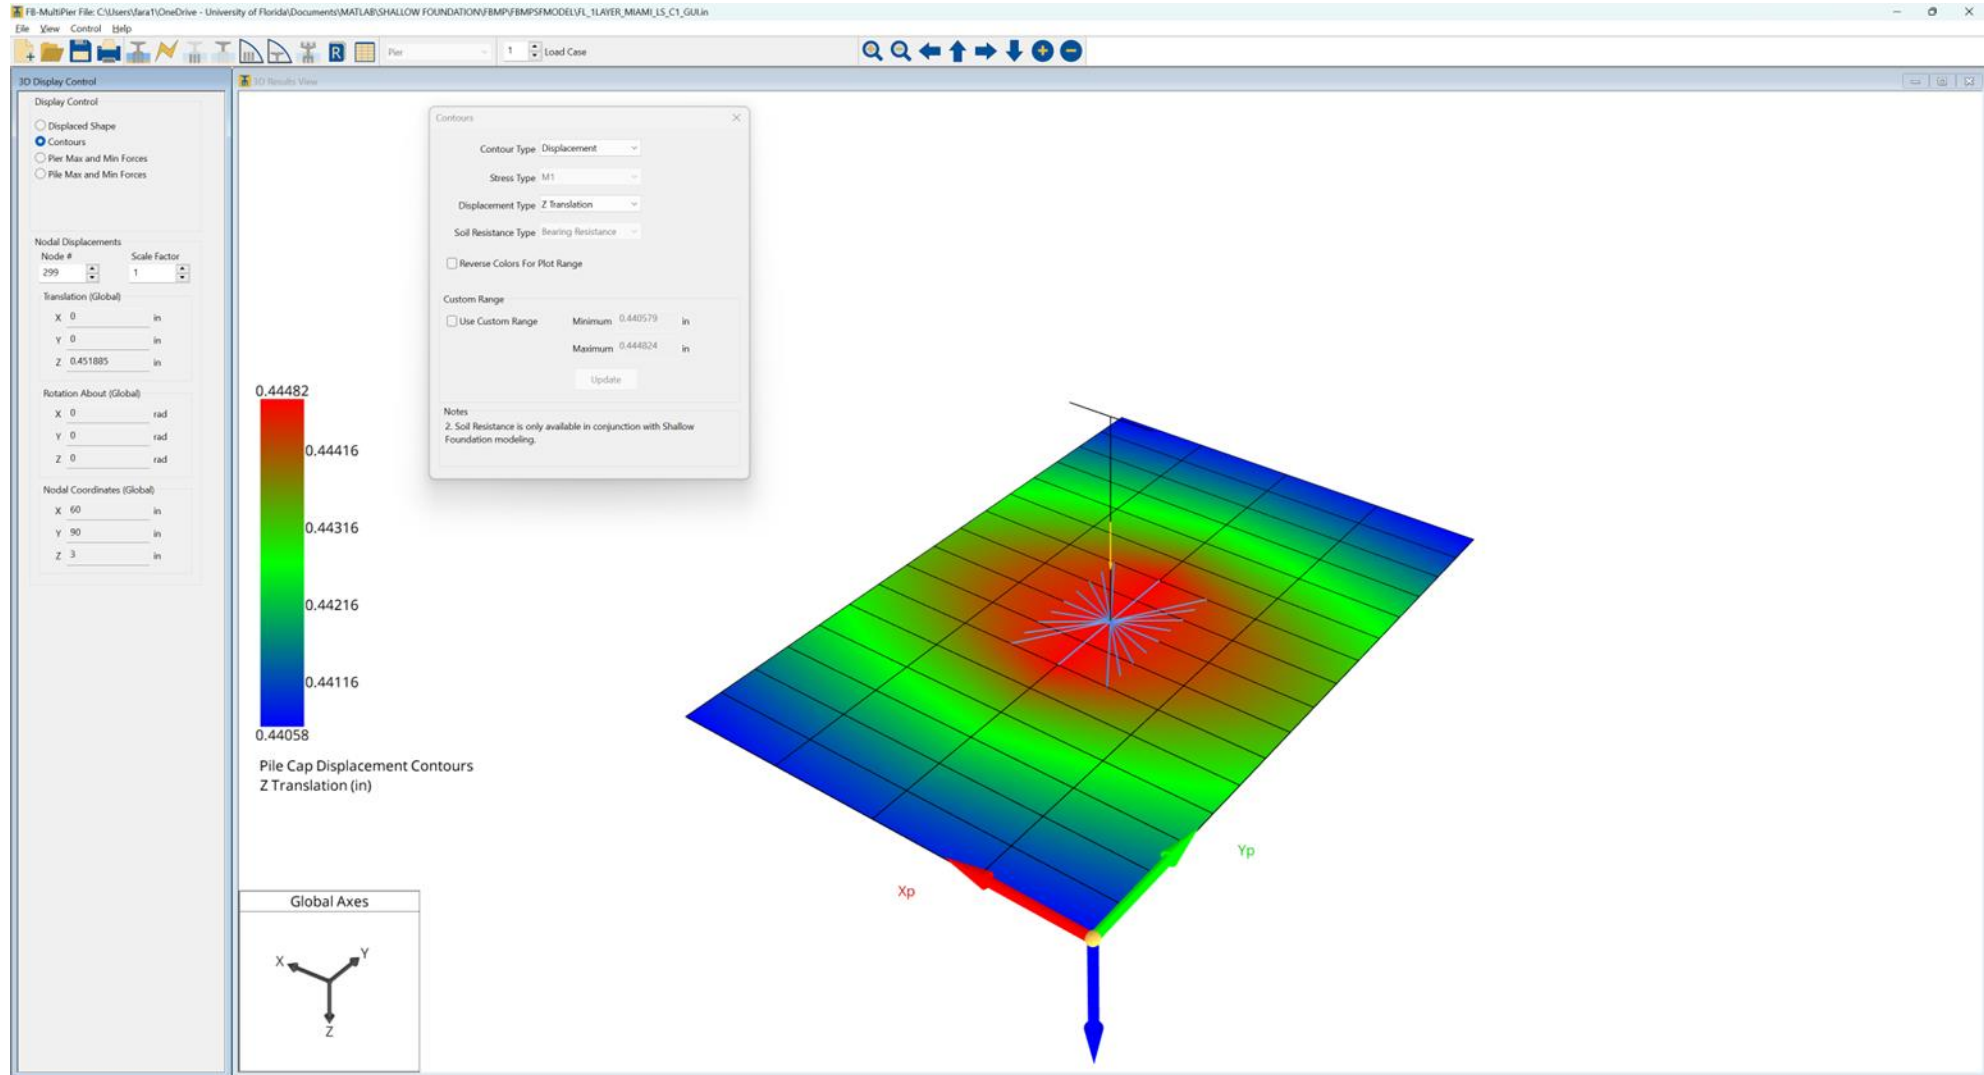 FB-MultiPier File: C:\Users\fara1\OneDrive - University of Florida\Documents\MATLAB\SHALLOW FOUNDATION\FBMP\FBMPSFMODEL\FL_1LAYER_MIAMI_LS_C1_GUI.in
File View Control Help
R Pier 1 Load Case
3D Display Control
3D Results View
Display Control
Displaced Shape
Contours
Pier Max and Min Forces
Pile Max and Min Forces
Nodal Displacements
Node # Scale Factor
299 1
Translation (Global)
X 0 in
Y 0 in
Z 0.451885 in
Rotation About (Global)
X 0 rad
Y 0 rad
Z 0 rad
Nodal Coordinates (Global)
X 60 in
Y 90 in
Z 3 in
Contours
Contour Type Displacement
Stress Type M1
Displacement Type Z Translation
Soil Resistance Type Bearing Resistance
Reverse Colors For Plot Range
Custom Range
Use Custom Range Minimum 0.440579 in
Maximum 0.444824 in
Update
Notes
2. Soil Resistance is only available in conjunction with Shallow
Foundation modeling.
0.44482
0.44416
0.44316
0.44216
0.44116
0.44058
Pile Cap Displacement Contours
Z Translation (in)
Xp
Yp
Global Axes
X
Y
Z